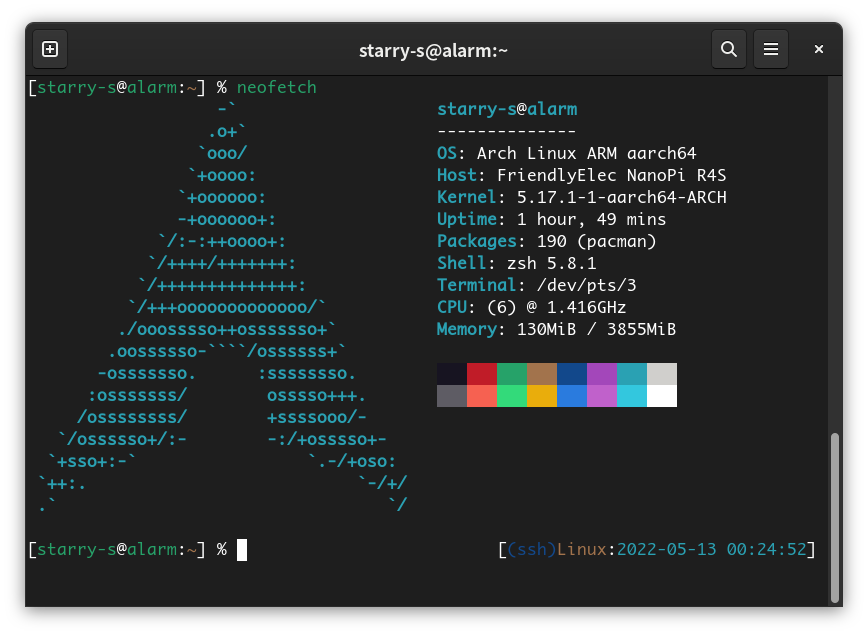 starry-s@alarm:~
[starry-s@alarm:~] % neofetch
                   -`
                  .o+`
                 `ooo/
                `+oooo:
               `+oooooo:
               -+oooooo+:
             `/:-:++oooo+:
            `/++++/+++++++:
           `/++++++++++++++:
          `/+++ooooooooooooo/`
         ./ooosssso++osssssso+`
        .oossssso-````/ossssss+`
       -osssssso.      :ssssssso.
      :osssssss/        osssso+++.
     /ossssssss/        +ssssooo/-
   `/ossssso+/:-        -:/+osssso+-
  `+sso+:-`                 `.-/+oso:
 `++:.                           `-/+/
 .`                                 `/
starry-s@alarm
--------------
OS: Arch Linux ARM aarch64
Host: FriendlyElec NanoPi R4S
Kernel: 5.17.1-1-aarch64-ARCH
Uptime: 1 hour, 49 mins
Packages: 190 (pacman)
Shell: zsh 5.8.1
Terminal: /dev/pts/3
CPU: (6) @ 1.416GHz
Memory: 130MiB / 3855MiB
[starry-s@alarm:~] % [(ssh)Linux:2022-05-13 00:24:52]